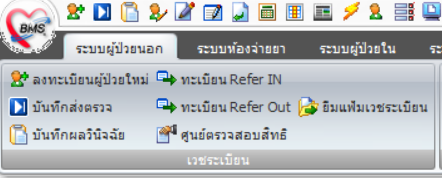 BMS
ระบบผู้ป่วยนอก ระบบห้องจ่ายยา ระบบผู้ป่วยใน
ลงทะเบียนผู้ป่วยใหม่ ทะเบียน Refer IN
บันทึกส่งตรวจ ทะเบียน Refer Out ยืมแฟ้มเวชระเบียน
บันทึกผลวินิจฉัย ศูนย์ตรวจสอบสิทธิ
เวชระเบียน